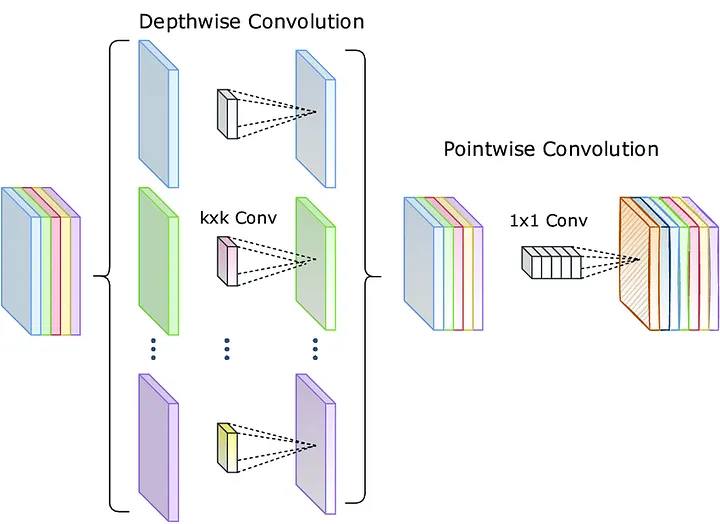 Depthwise Convolution
Pointwise Convolution
kxk Conv
1x1 Conv